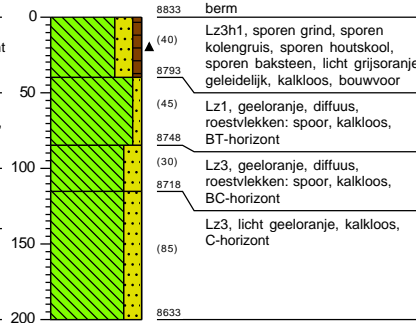 0
50
100
150
200
nt
8833
(40)
8793
(45)
8748
(30)
8718
(85)
8633
berm
Lz3h1, sporen grind, sporen
kolengruis, sporen houtskool,
sporen baksteen, licht grijsoranje
geleidelijk, kalkloos, bouwvoor
Lz1, geeloranje, diffuus,
roestvlekken: spoor, kalkloos,
BT-horizont
Lz3, geeloranje, diffuus,
roestvlekken: spoor, kalkloos,
BC-horizont
Lz3, licht geeloranje, kalkloos,
C-horizont